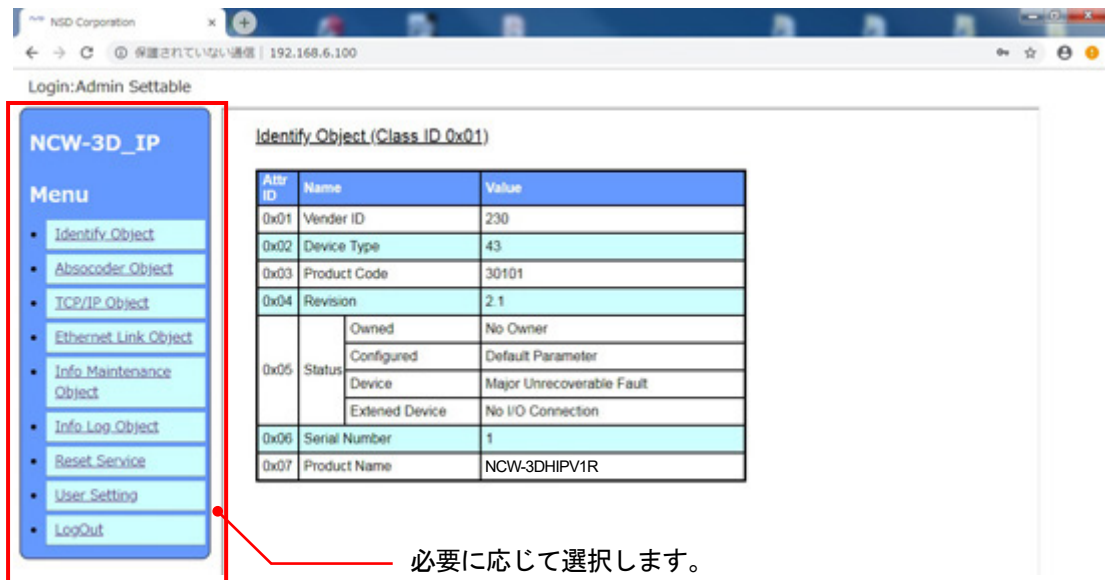 NSD Corporation
保護されていない通信 | 192.168.6.100
Login:Admin Settable
NCW-3D_IP
Menu
Identify Object
Absocoder Object
TCP/IP Object
Ethernet Link Object
Info Maintenance
Object
Info Log Object
Reset Service
User Setting
LogOut
Identify Object (Class ID 0x01)
Attr ID Name Value
0x01 Vender ID 230
0x02 Device Type 43
0x03 Product Code 30101
0x04 Revision 2.1
0x05 Status Owned No Owner
Configured Default Parameter
Device Major Unrecoverable Fault
Extened Device No I/O Connection
0x06 Serial Number 1
0x07 Product Name NCW-3DHIPV1R
必要に応じて選択します。